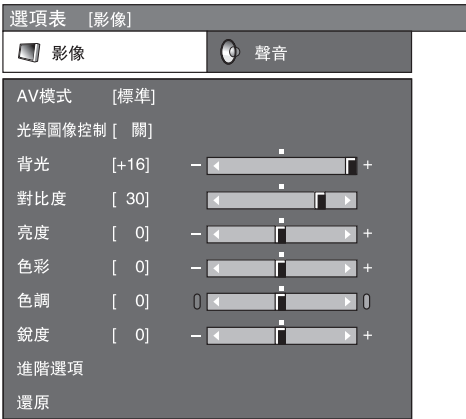 選項表 [影像]
影像 聲音
AV模式 [標準]
光學圖像控制 [ 關]
背光 [+16] − +
對比度 [ 30]
亮度 [ 0] − +
色彩 [ 0] − +
色調 [ 0]
銳度 [ 0] − +
進階選項
還原